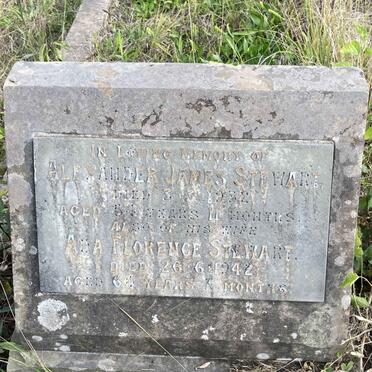 IN LOVING MEMORY OF
ALEXANDER JAMES STEWART
DIED
AGED YEARS 11 MONTHS
ALSO OF HIS WIFE
ADA FLORENCE STEWART.
DIED 26-6-1942
AGED YEARS MONTHS.